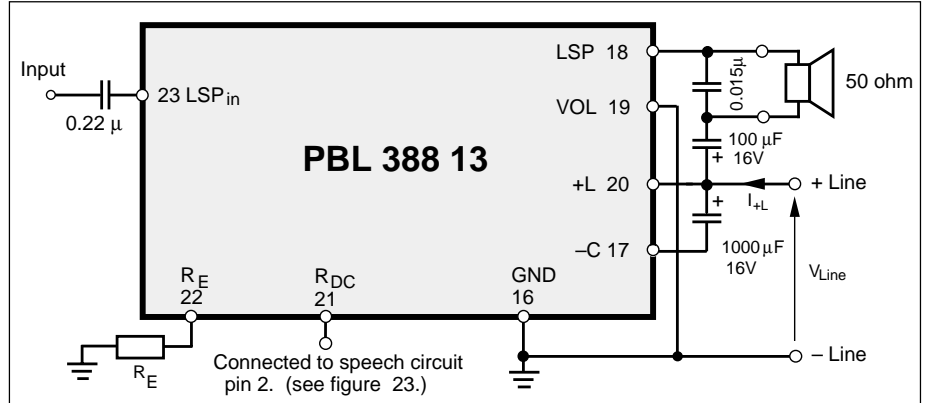 Input
0.22 µ
23 LSPin
PBL 388 13
LSP 18
VOL 19
+L 20
–C 17
RE
22
RDC
21
GND
16
RE
Connected to speech circuit
pin 2. (see figure 23.)
0.015µ
50 ohm
100 µF
16V
+
+ Line
I+L
+
1000 µF
16V
VLine
– Line